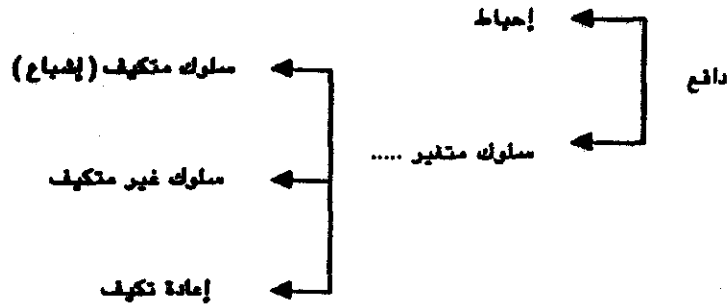 إحباط
دافع
سلوك متغير .....
سلوك متكيف (إشباع)
سلوك غير متكيف
إعادة تكيف